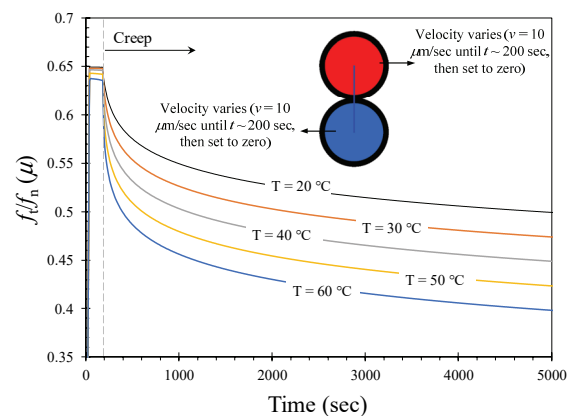 0.7
0.65
0.6
0.55
0.5
0.45
0.4
0.35
0
1000
2000
3000
4000
5000
fₜ/fₙ (μ)
Time (sec)
Creep
Velocity varies (v = 10
μm/sec until t ~ 200 sec,
then set to zero)
Velocity varies (v = 10
μm/sec until t ~ 200 sec,
then set to zero)
T = 20 °C
T = 30 °C
T = 40 °C
T = 50 °C
T = 60 °C